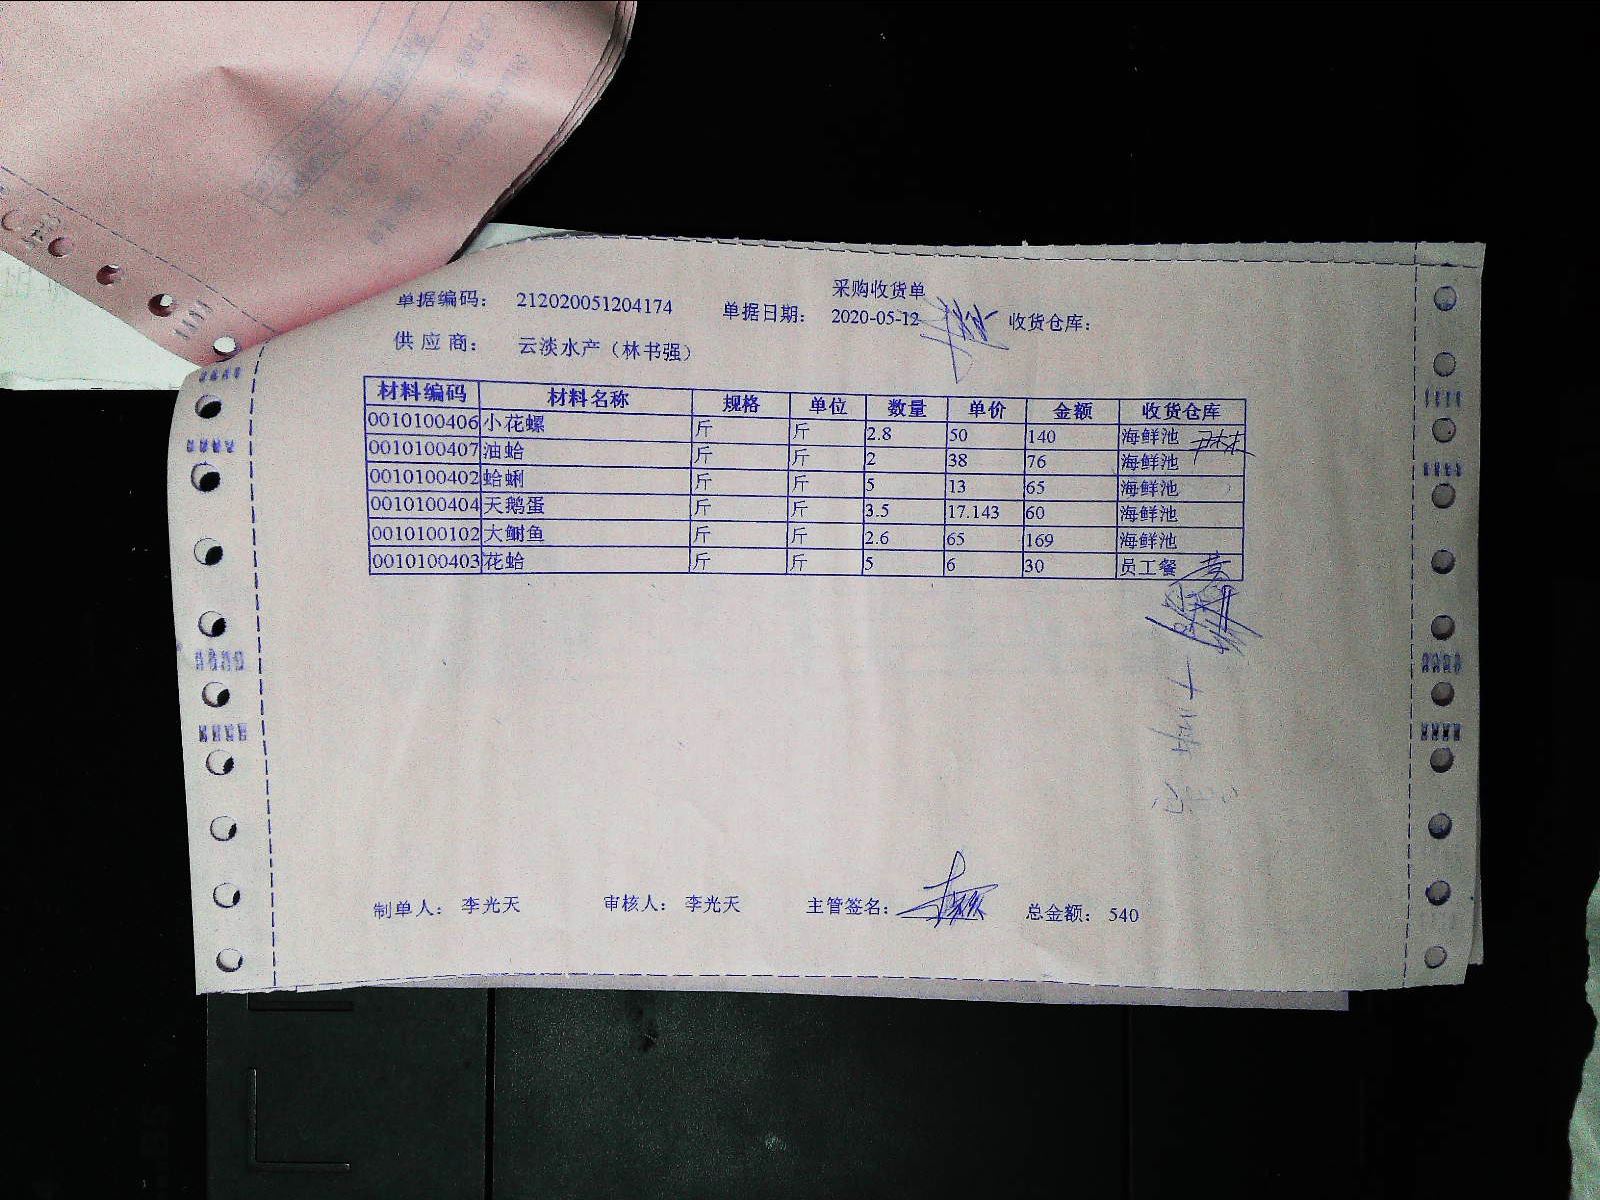 采购收货单
单据编码： 212020051204174 单据日期： 2020-05-12 收货仓库：
供应商： 云淡水产（林书强）
材料编码 材料名称 规格 单位 数量 单价 金额 收货仓库
0010100406 小花螺 斤 斤 2.8 50 140 海鲜池
0010100407 油蛤 斤 斤 2 38 76 海鲜池
0010100402 蛤蜊 斤 斤 5 13 65 海鲜池
0010100404 天鹅蛋 斤 斤 3.5 17.143 60 海鲜池
0010100102 大鲥鱼 斤 斤 2.6 65 169 海鲜池
0010100403 花蛤 斤 斤 5 6 30 员工餐
制单人： 李光天 审核人： 李光天 主管签名： 总金额： 540